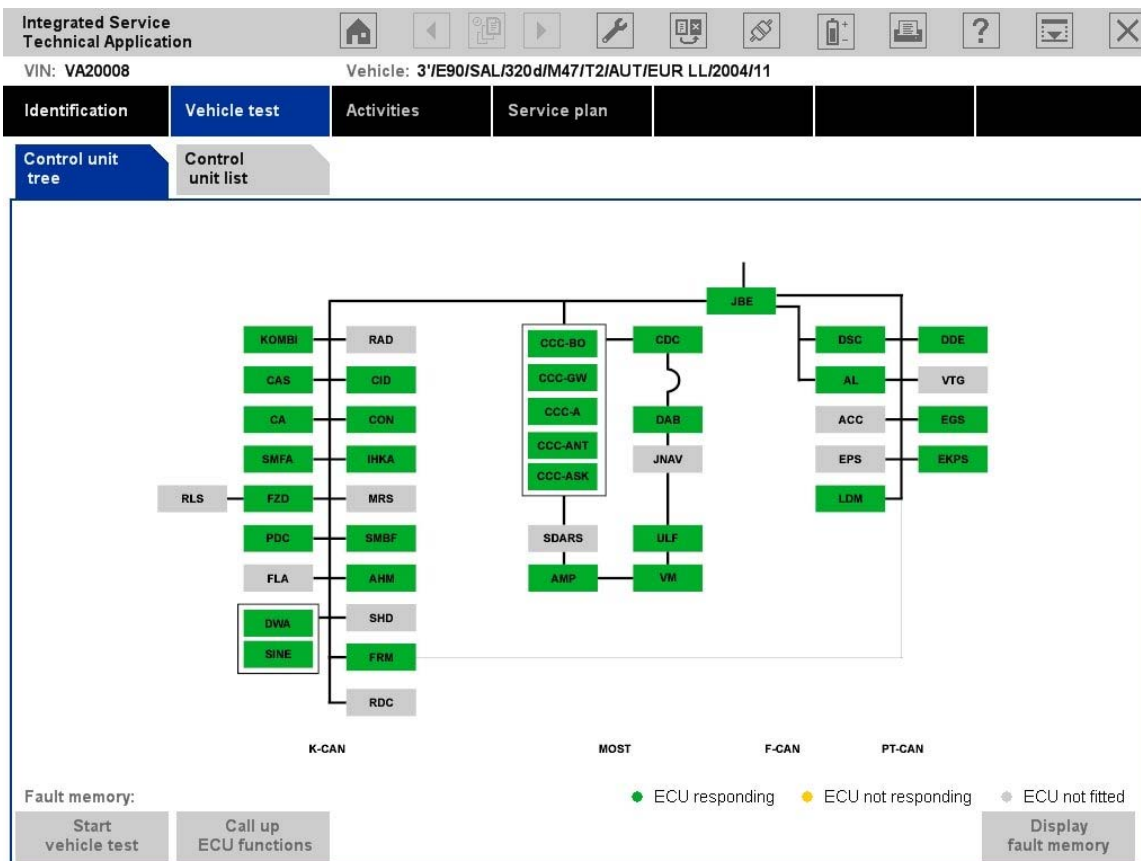 Integrated Service
Technical Application
VIN: VA20008 Vehicle: 3'/E90/SAL/320d/M47/T2/AUT/EUR LL/2004/11
Identification Vehicle test Activities Service plan
Control unit tree
Control unit list
JBE
KOMBI RAD CCC-BO CDC DSC DDE
CAS CID CCC-GW AL VTG
CA CON CCC-A DAB ACC EGS
SMFA IHKA CCC-ANT JNAV EPS EKPS
CCC-ASK
RLS FZD MRS LDM
PDC SMBF SDARS ULF
FLA AHM AMP VM
DWA SHD
SINE FRM
RDC
K-CAN MOST F-CAN PT-CAN
Fault memory: ECU responding ECU not responding ECU not fitted
Start vehicle test
Call up ECU functions
Display fault memory